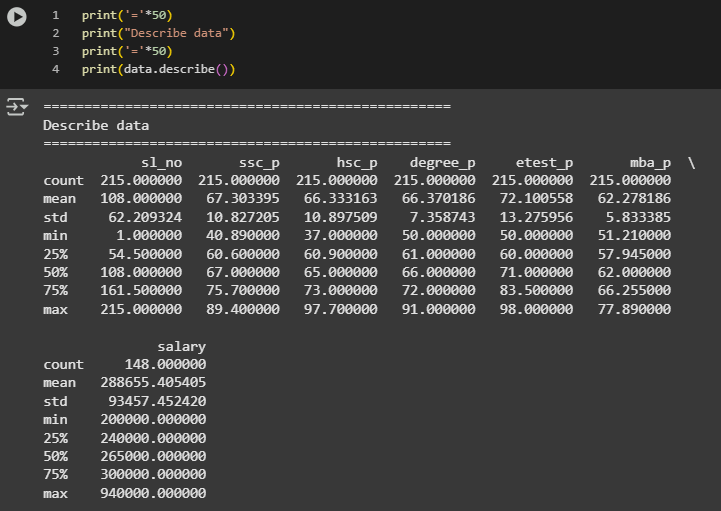 1 print('='*50)
2 print("Describe data")
3 print('='*50)
4 print(data.describe())
==================================================
Describe data
==================================================
            sl_no       ssc_p       hsc_p    degree_p     etest_p       mba_p  \
count  215.000000  215.000000  215.000000  215.000000  215.000000  215.000000
mean   108.000000   67.303395   66.333163   66.370186   72.100558   62.278186
std     62.209324   10.827205   10.897509    7.358743   13.275956    5.833385
min      1.000000   40.890000   37.000000   50.000000   50.000000   51.210000
25%     54.500000   60.600000   60.900000   61.000000   60.000000   57.945000
50%    108.000000   67.000000   65.000000   66.000000   71.000000   62.000000
75%    161.500000   75.700000   73.000000   72.000000   83.500000   66.255000
max    215.000000   89.400000   97.700000   91.000000   98.000000   77.890000
              salary
count     148.000000
mean   288655.405405
std     93457.452420
min    200000.000000
25%    240000.000000
50%    265000.000000
75%    300000.000000
max    940000.000000